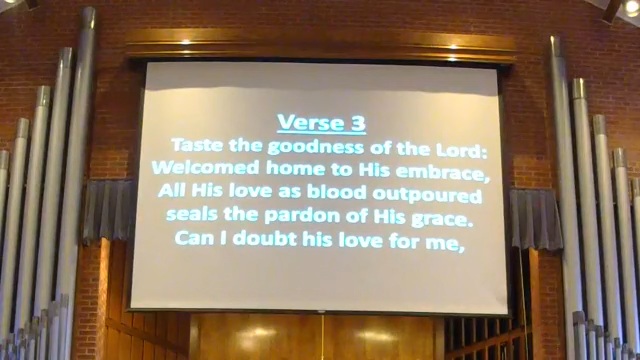 Verse 3
Taste the goodness of the Lord:
Welcomed home to His embrace,
All His love as blood outpoured
seals the pardon of His grace.
Can I doubt his love for me,